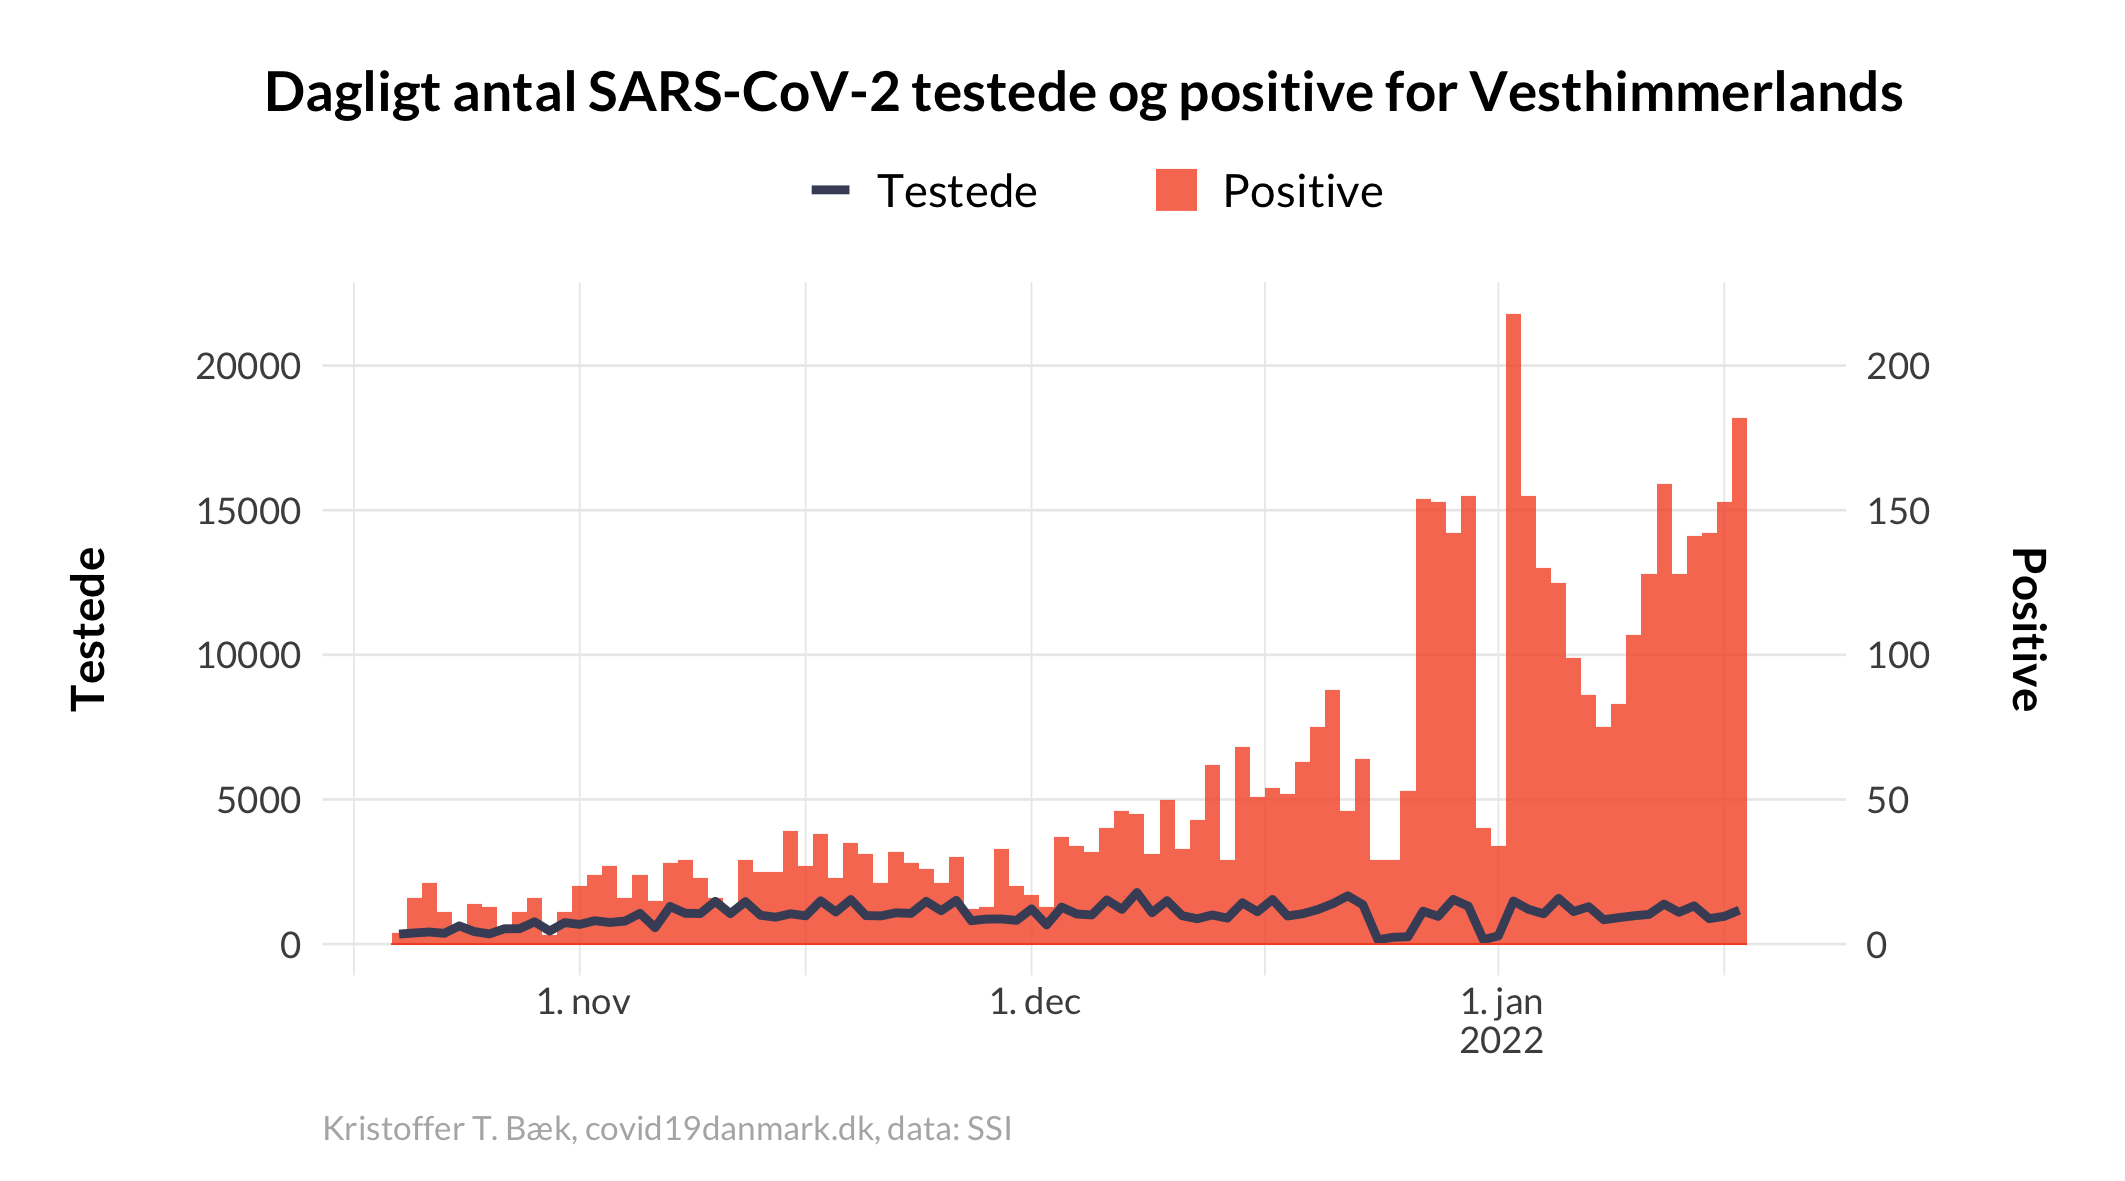 Dagligt antal SARS-CoV-2 testede og positive for Vesthimmerlands
Testede
Positive
20000
15000
10000
5000
0
Testede
200
150
100
50
0
Positive
1. nov
1. dec
1. jan
2022
Kristoffer T. Bæk, covid19danmark.dk, data: SSI